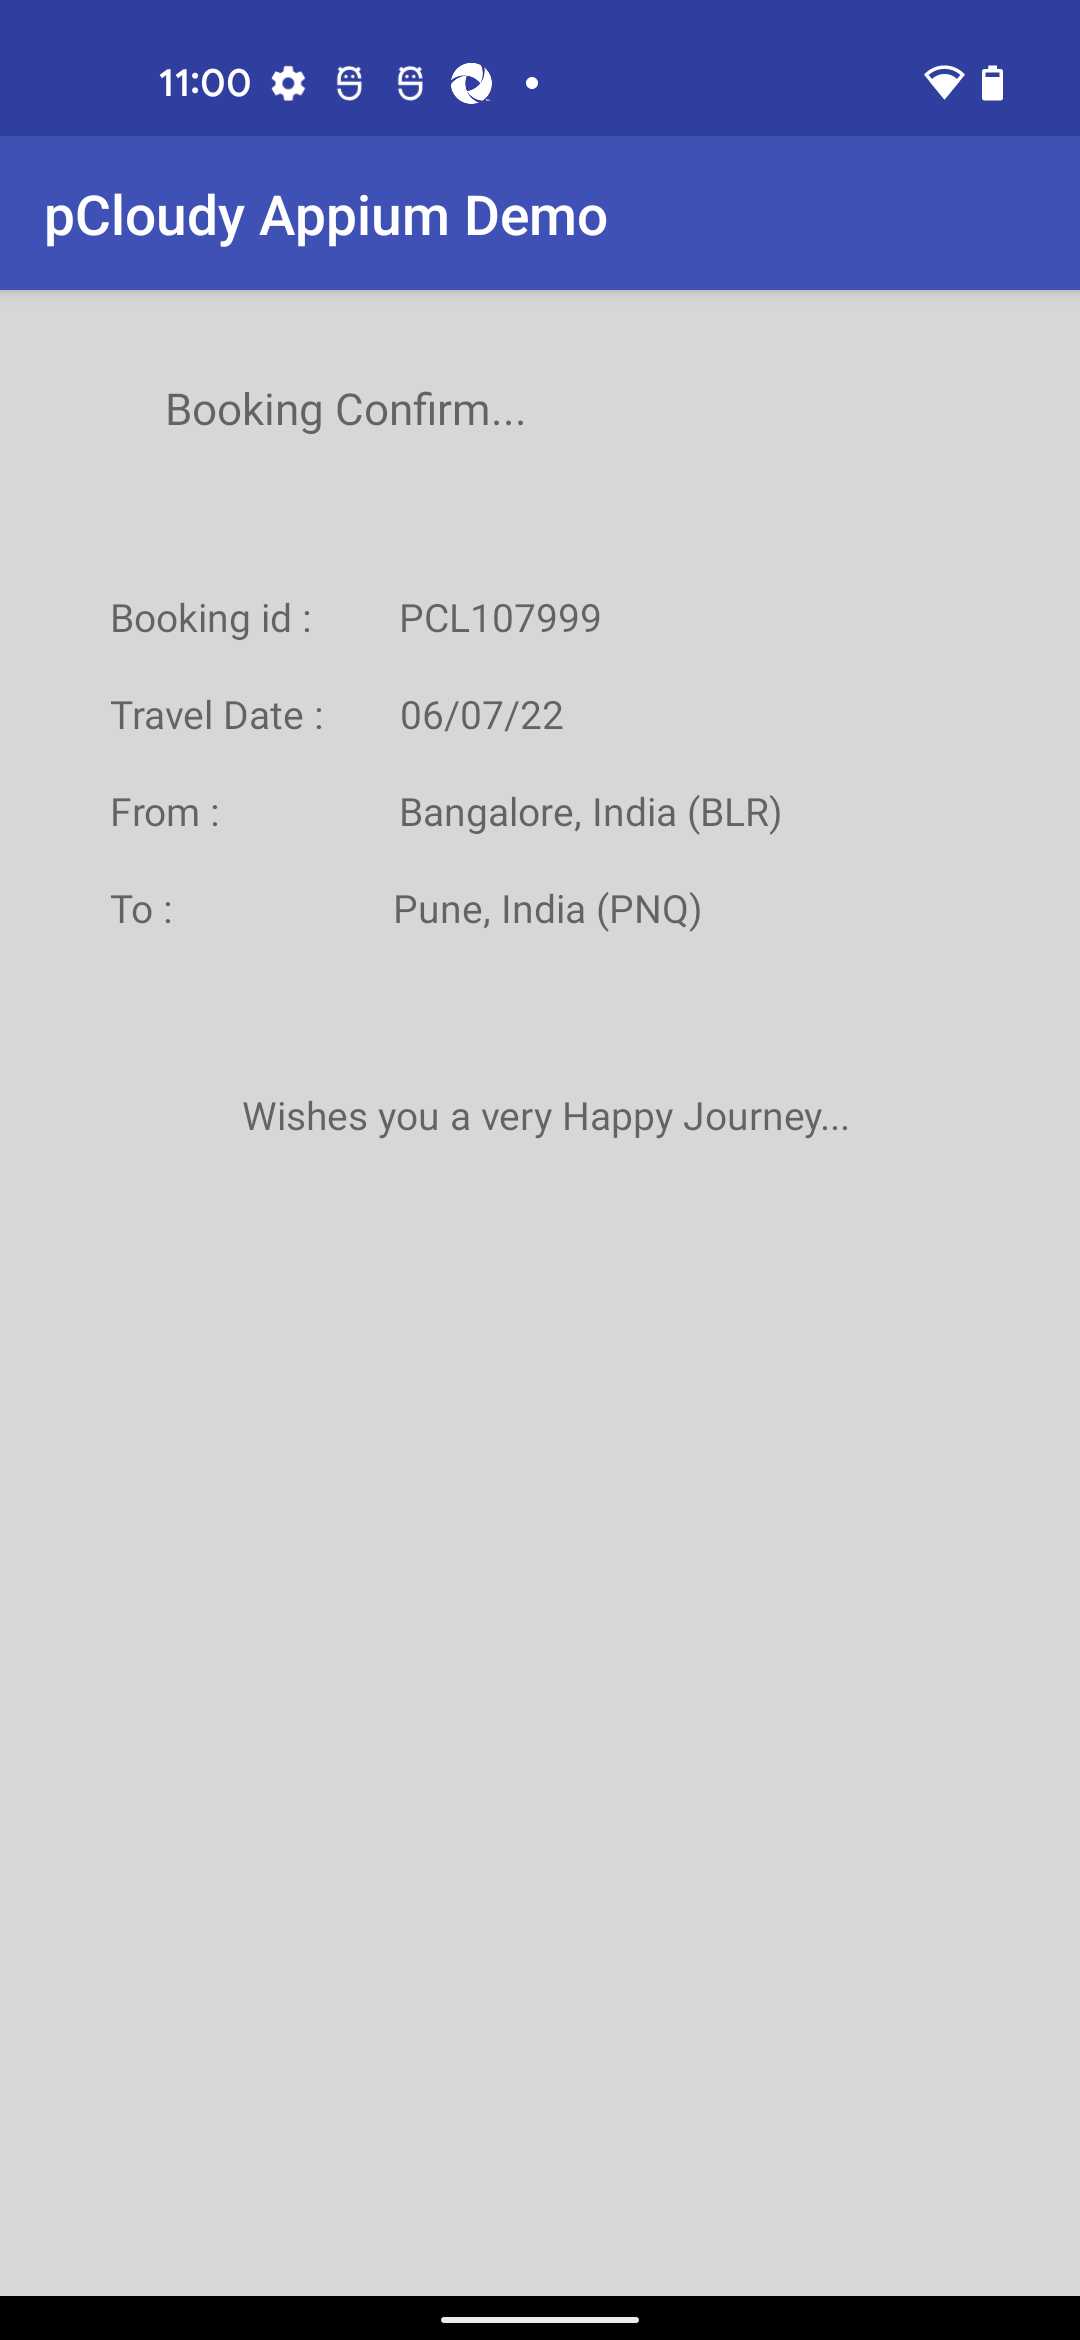 11:00
pCloudy Appium Demo
Booking Confirm...
Booking id : PCL107999
Travel Date : 06/07/22
From : Bangalore, India (BLR)
To : Pune, India (PNQ)
Wishes you a very Happy Journey...